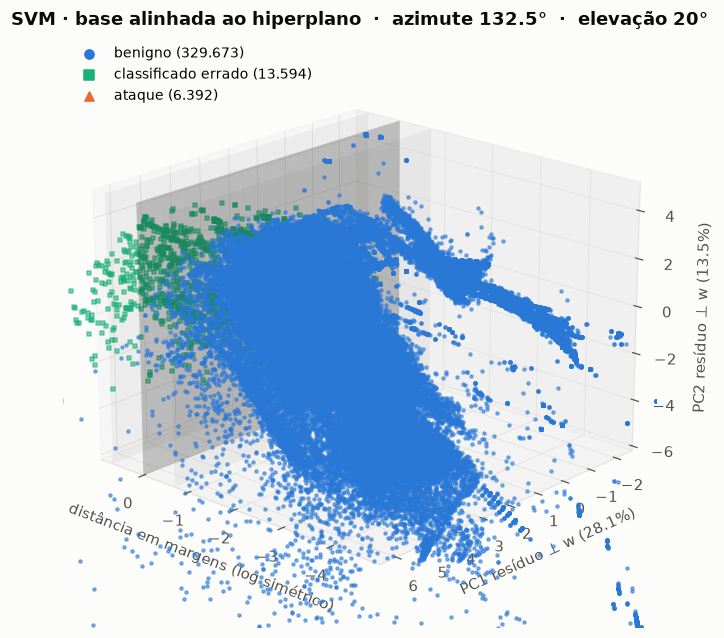 SVM · base alinhada ao hiperplano · azimute 132.5° · elevação 20°
benigno (329.673)
classificado errado (13.594)
ataque (6.392)
4
2
0
−2
−4
−6
PC2 resíduo ⊥ w (13.5%)
0
−1
−2
−3
−4
distância em margens (log simétrico)
6
5
4
3
2
1
0
−1
−2
PC1 resíduo ⊥ w (28.1%)